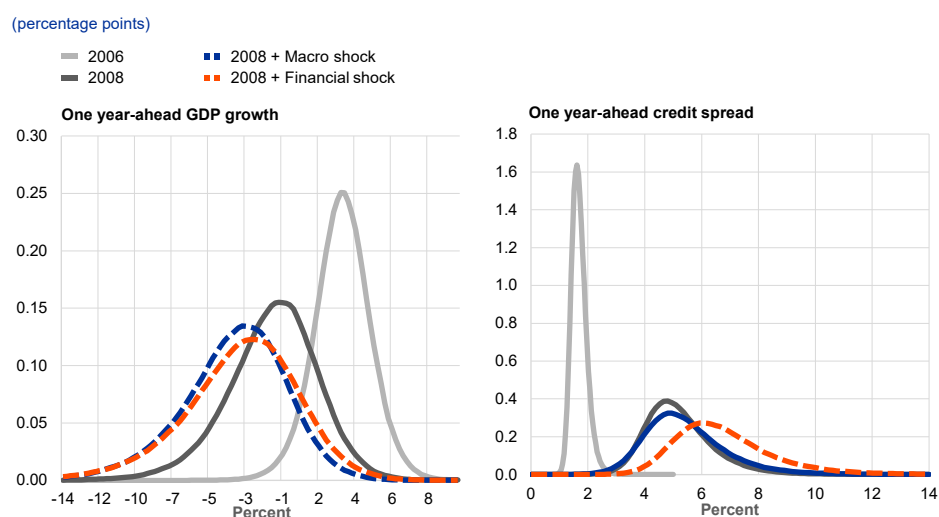 (percentage points)
2006
2008 + Macro shock
2008
2008 + Financial shock
One year-ahead GDP growth
0.30
0.25
0.20
0.15
0.10
0.05
0.00
-14 -12 -10 -7 -5 -3 -1 2 4 6 8
Percent
One year-ahead credit spread
1.8
1.6
1.4
1.2
1.0
0.8
0.6
0.4
0.2
0.0
0 2 4 6 8 10 12 14
Percent